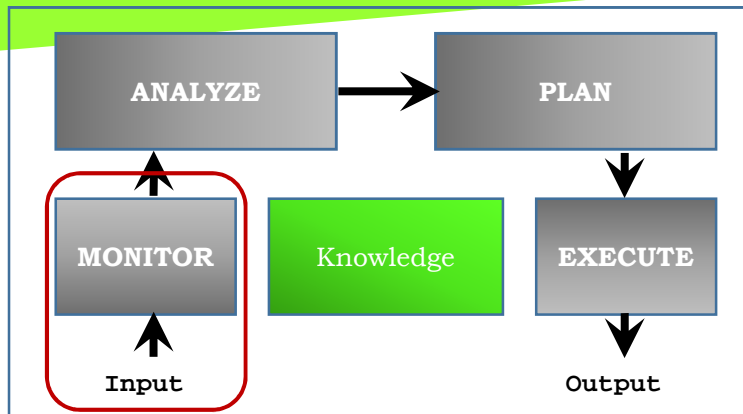 ANALYZE
PLAN
MONITOR
Knowledge
EXECUTE
Input
Output